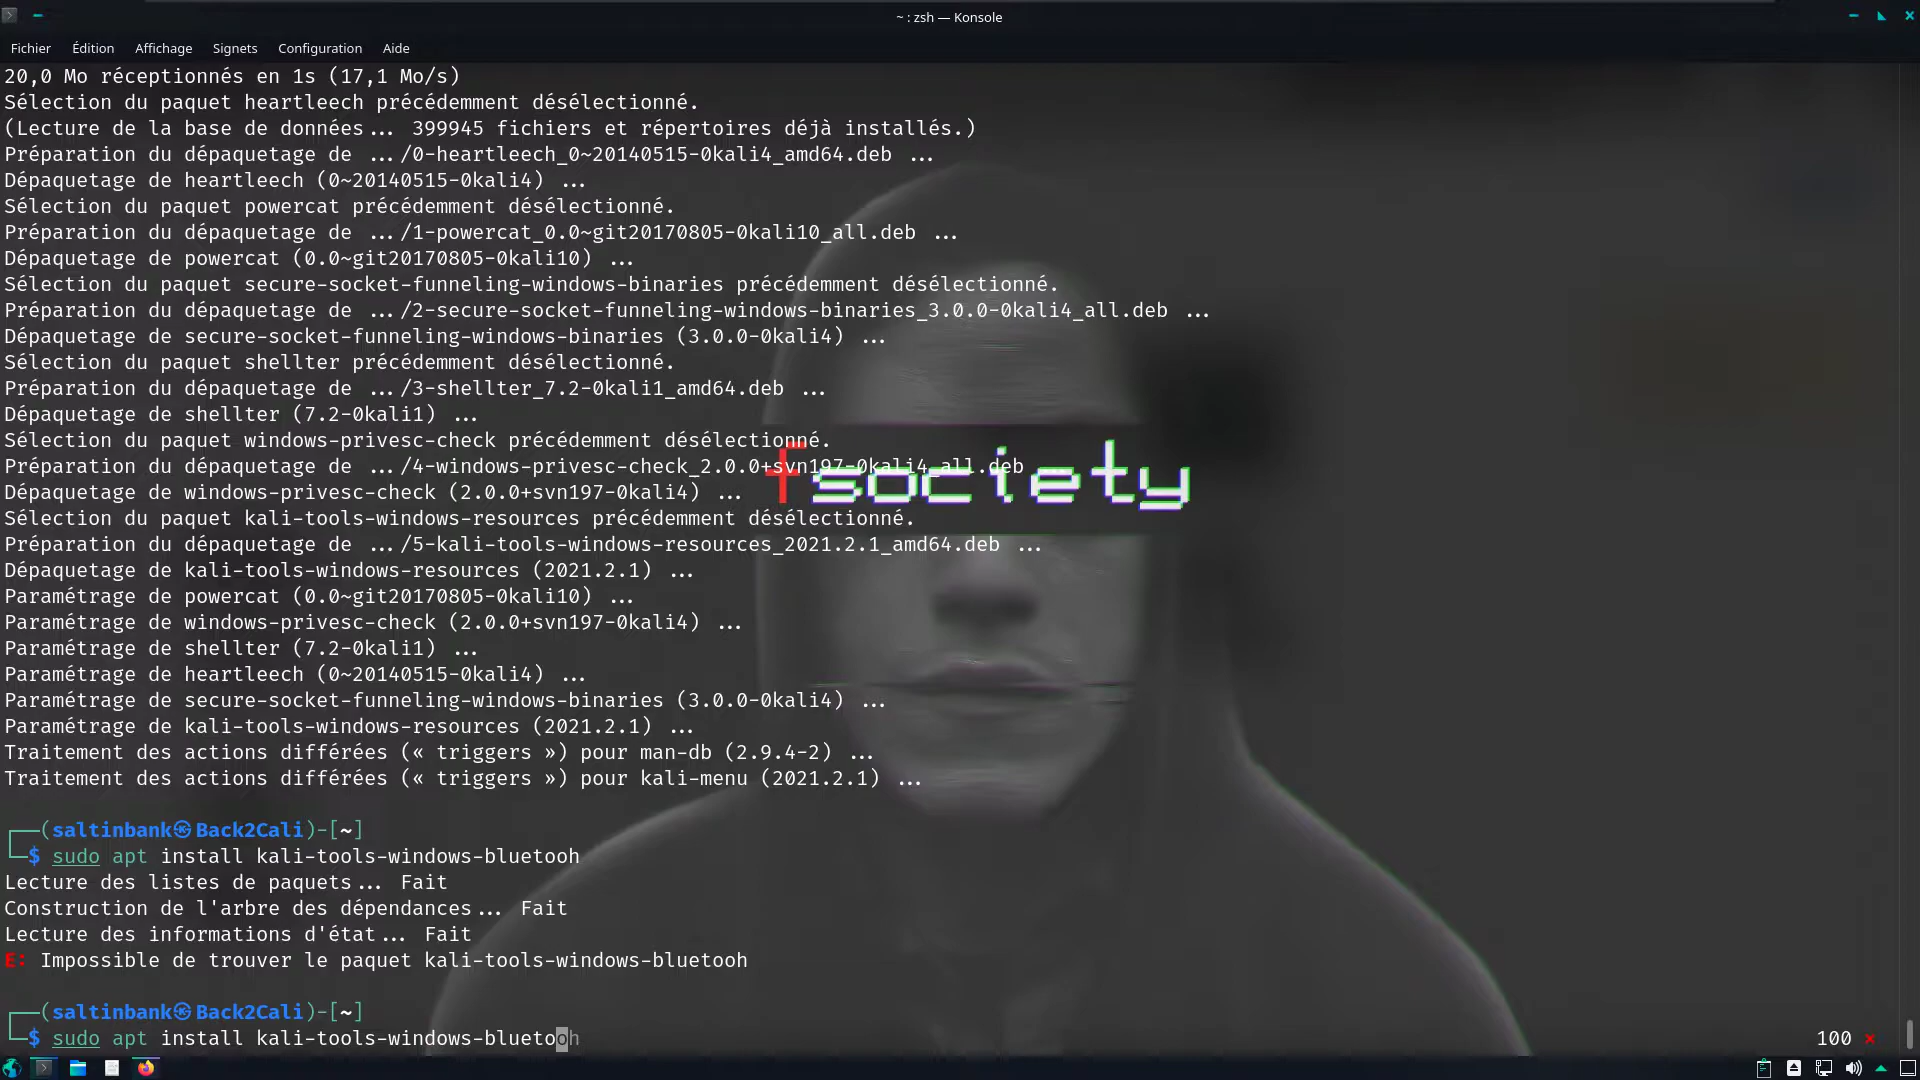 ~ : zsh — Konsole
Fichier Édition Affichage Signets Configuration Aide
20,0 Mo réceptionnés en 1s (17,1 Mo/s)
Sélection du paquet heartleech précédemment désélectionné.
(Lecture de la base de données... 399945 fichiers et répertoires déjà installés.)
Préparation du dépaquetage de .../0-heartleech_0~20140515-0kali4_amd64.deb ...
Dépaquetage de heartleech (0~20140515-0kali4) ...
Sélection du paquet powercat précédemment désélectionné.
Préparation du dépaquetage de .../1-powercat_0.0~git20170805-0kali10_all.deb ...
Dépaquetage de powercat (0.0~git20170805-0kali10) ...
Sélection du paquet secure-socket-funneling-windows-binaries précédemment désélectionné.
Préparation du dépaquetage de .../2-secure-socket-funneling-windows-binaries_3.0.0-0kali4_all.deb ...
Dépaquetage de secure-socket-funneling-windows-binaries (3.0.0-0kali4) ...
Sélection du paquet shellter précédemment désélectionné.
Préparation du dépaquetage de .../3-shellter_7.2-0kali1_amd64.deb ...
Dépaquetage de shellter (7.2-0kali1) ...
Sélection du paquet windows-privesc-check précédemment désélectionné.
Préparation du dépaquetage de .../4-windows-privesc-check_2.0.0+svn197-0kali4_all.deb ...
fsociety
Dépaquetage de windows-privesc-check (2.0.0+svn197-0kali4) ...
Sélection du paquet kali-tools-windows-resources précédemment désélectionné.
Préparation du dépaquetage de .../5-kali-tools-windows-resources_2021.2.1_amd64.deb ...
Dépaquetage de kali-tools-windows-resources (2021.2.1) ...
Paramétrage de powercat (0.0~git20170805-0kali10) ...
Paramétrage de windows-privesc-check (2.0.0+svn197-0kali4) ...
Paramétrage de shellter (7.2-0kali1) ...
Paramétrage de heartleech (0~20140515-0kali4) ...
Paramétrage de secure-socket-funneling-windows-binaries (3.0.0-0kali4) ...
Paramétrage de kali-tools-windows-resources (2021.2.1) ...
Traitement des actions différées (« triggers ») pour man-db (2.9.4-2) ...
Traitement des actions différées (« triggers ») pour kali-menu (2021.2.1) ...
┌──(saltinbank㉿Back2Cali)-[~]
└─$ sudo apt install kali-tools-windows-bluetooh
Lecture des listes de paquets... Fait
Construction de l'arbre des dépendances... Fait
Lecture des informations d'état... Fait
E: Impossible de trouver le paquet kali-tools-windows-bluetooh
┌──(saltinbank㉿Back2Cali)-[~]
└─$ sudo apt install kali-tools-windows-bluetooh 100 ⨯